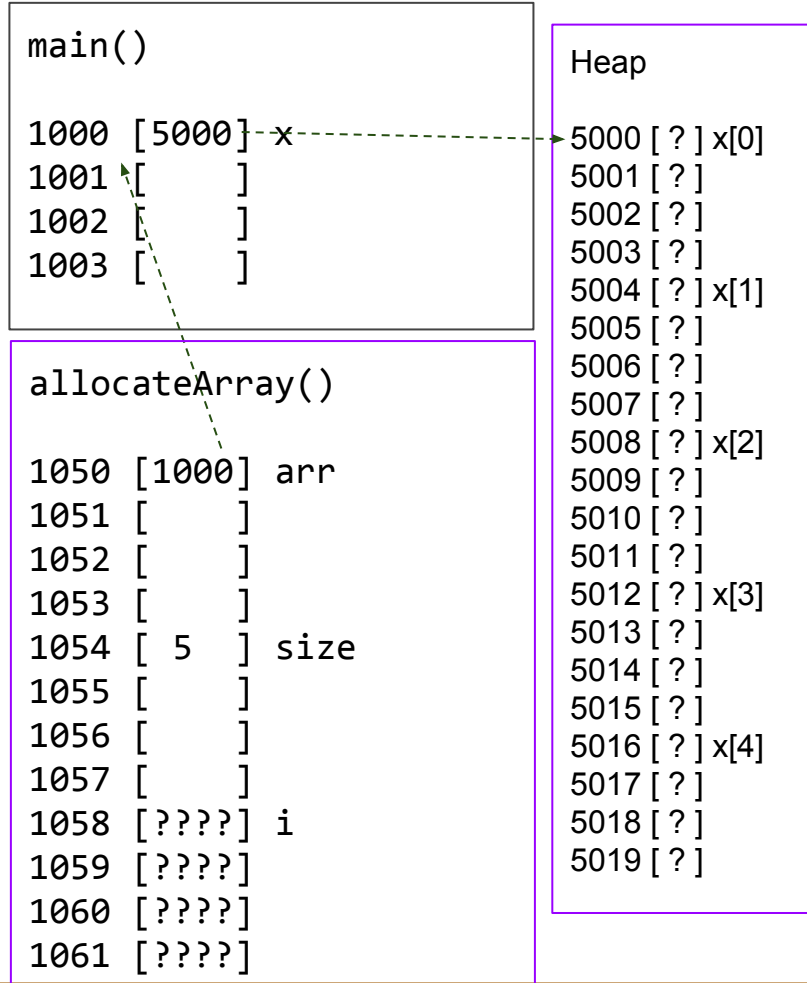 main()
1000 [5000] x
1001 [    ]
1002 [    ]
1003 [    ]
allocateArray()
1050 [1000] arr
1051 [    ]
1052 [    ]
1053 [    ]
1054 [ 5  ] size
1055 [    ]
1056 [    ]
1057 [    ]
1058 [????] i
1059 [????]
1060 [????]
1061 [????]
Heap
5000 [ ? ] x[0]
5001 [ ? ]
5002 [ ? ]
5003 [ ? ]
5004 [ ? ] x[1]
5005 [ ? ]
5006 [ ? ]
5007 [ ? ]
5008 [ ? ] x[2]
5009 [ ? ]
5010 [ ? ]
5011 [ ? ]
5012 [ ? ] x[3]
5013 [ ? ]
5014 [ ? ]
5015 [ ? ]
5016 [ ? ] x[4]
5017 [ ? ]
5018 [ ? ]
5019 [ ? ]